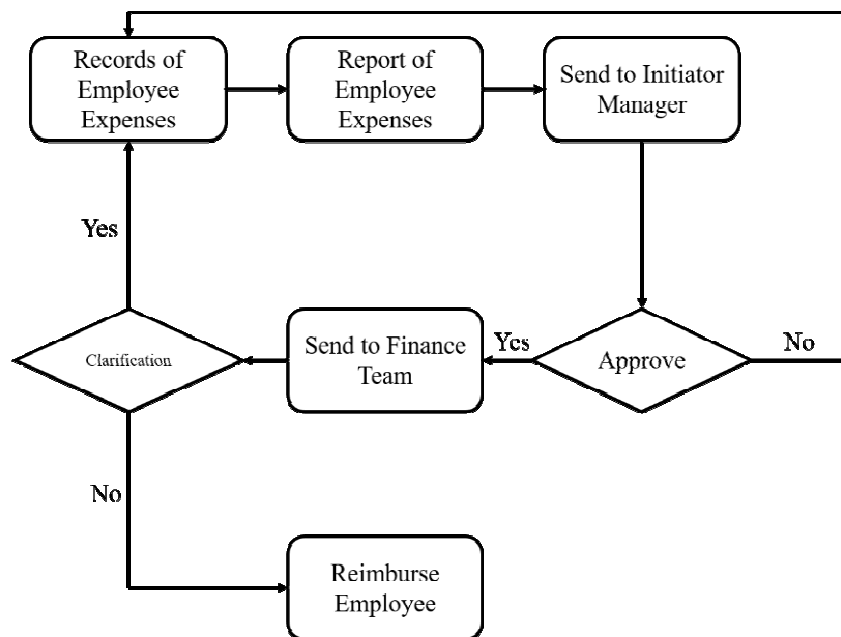 Records of
Employee
Expenses
Report of
Employee
Expenses
Send to Initiator
Manager
Yes
Clarification
Send to Finance
Team
Yes
Approve
No
No
Reimburse
Employee